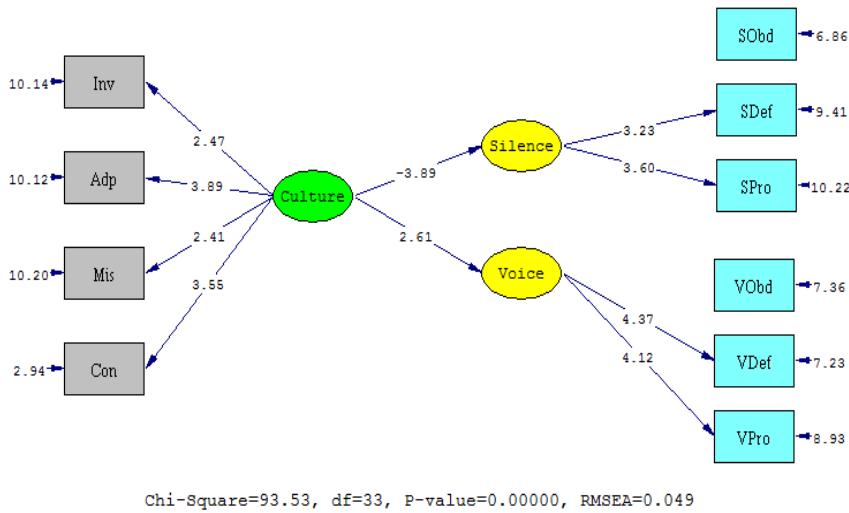 SObd
6.86
10.14
Inv
SDef
9.41
2.47
3.23
Silence
3.60
-3.89
10.12
Adp
3.89
SPro
10.22
Culture
2.41
2.61
10.20
Mis
Voice
3.55
VObd
7.36
4.37
4.12
2.94
Con
VDef
7.23
VPro
8.93
Chi-Square=93.53, df=33, P-value=0.00000, RMSEA=0.049